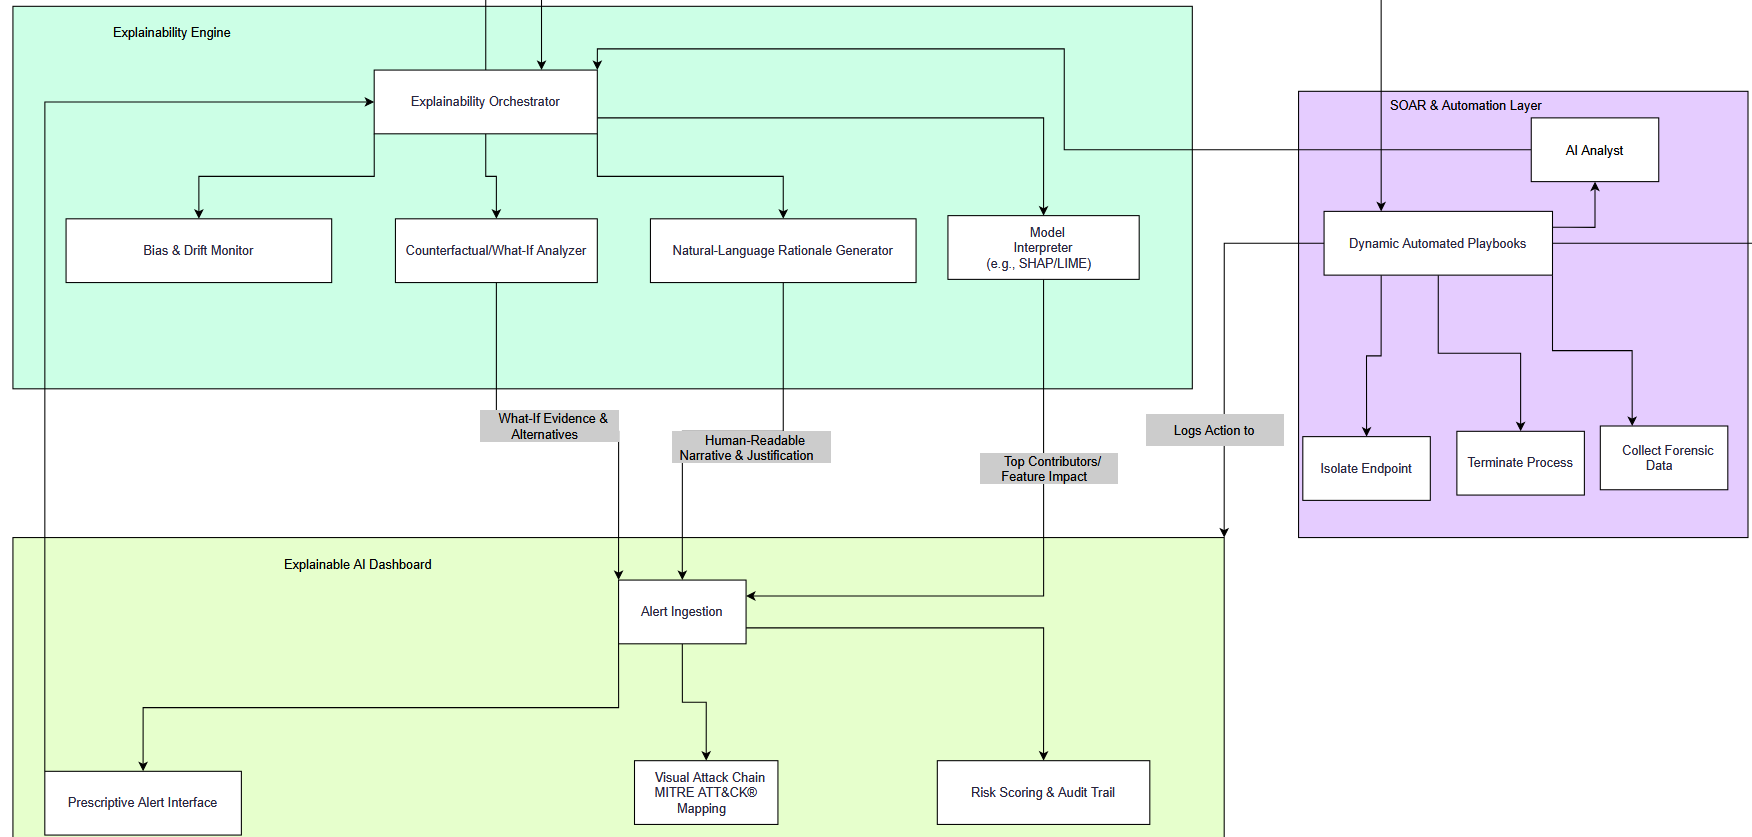 Explainability Engine
Explainability Orchestrator
SOAR & Automation Layer
AI Analyst
Bias & Drift Monitor
Counterfactual/What-If Analyzer
Natural-Language Rationale Generator
Model
Interpreter
(e.g., SHAP/LIME)
Dynamic Automated Playbooks
What-If Evidence &
Alternatives
Human-Readable
Narrative & Justification
Top Contributors/
Feature Impact
Logs Action to
Isolate Endpoint
Terminate Process
Collect Forensic
Data
Explainable AI Dashboard
Alert Ingestion
Prescriptive Alert Interface
Visual Attack Chain
MITRE ATT&CK®
Mapping
Risk Scoring & Audit Trail